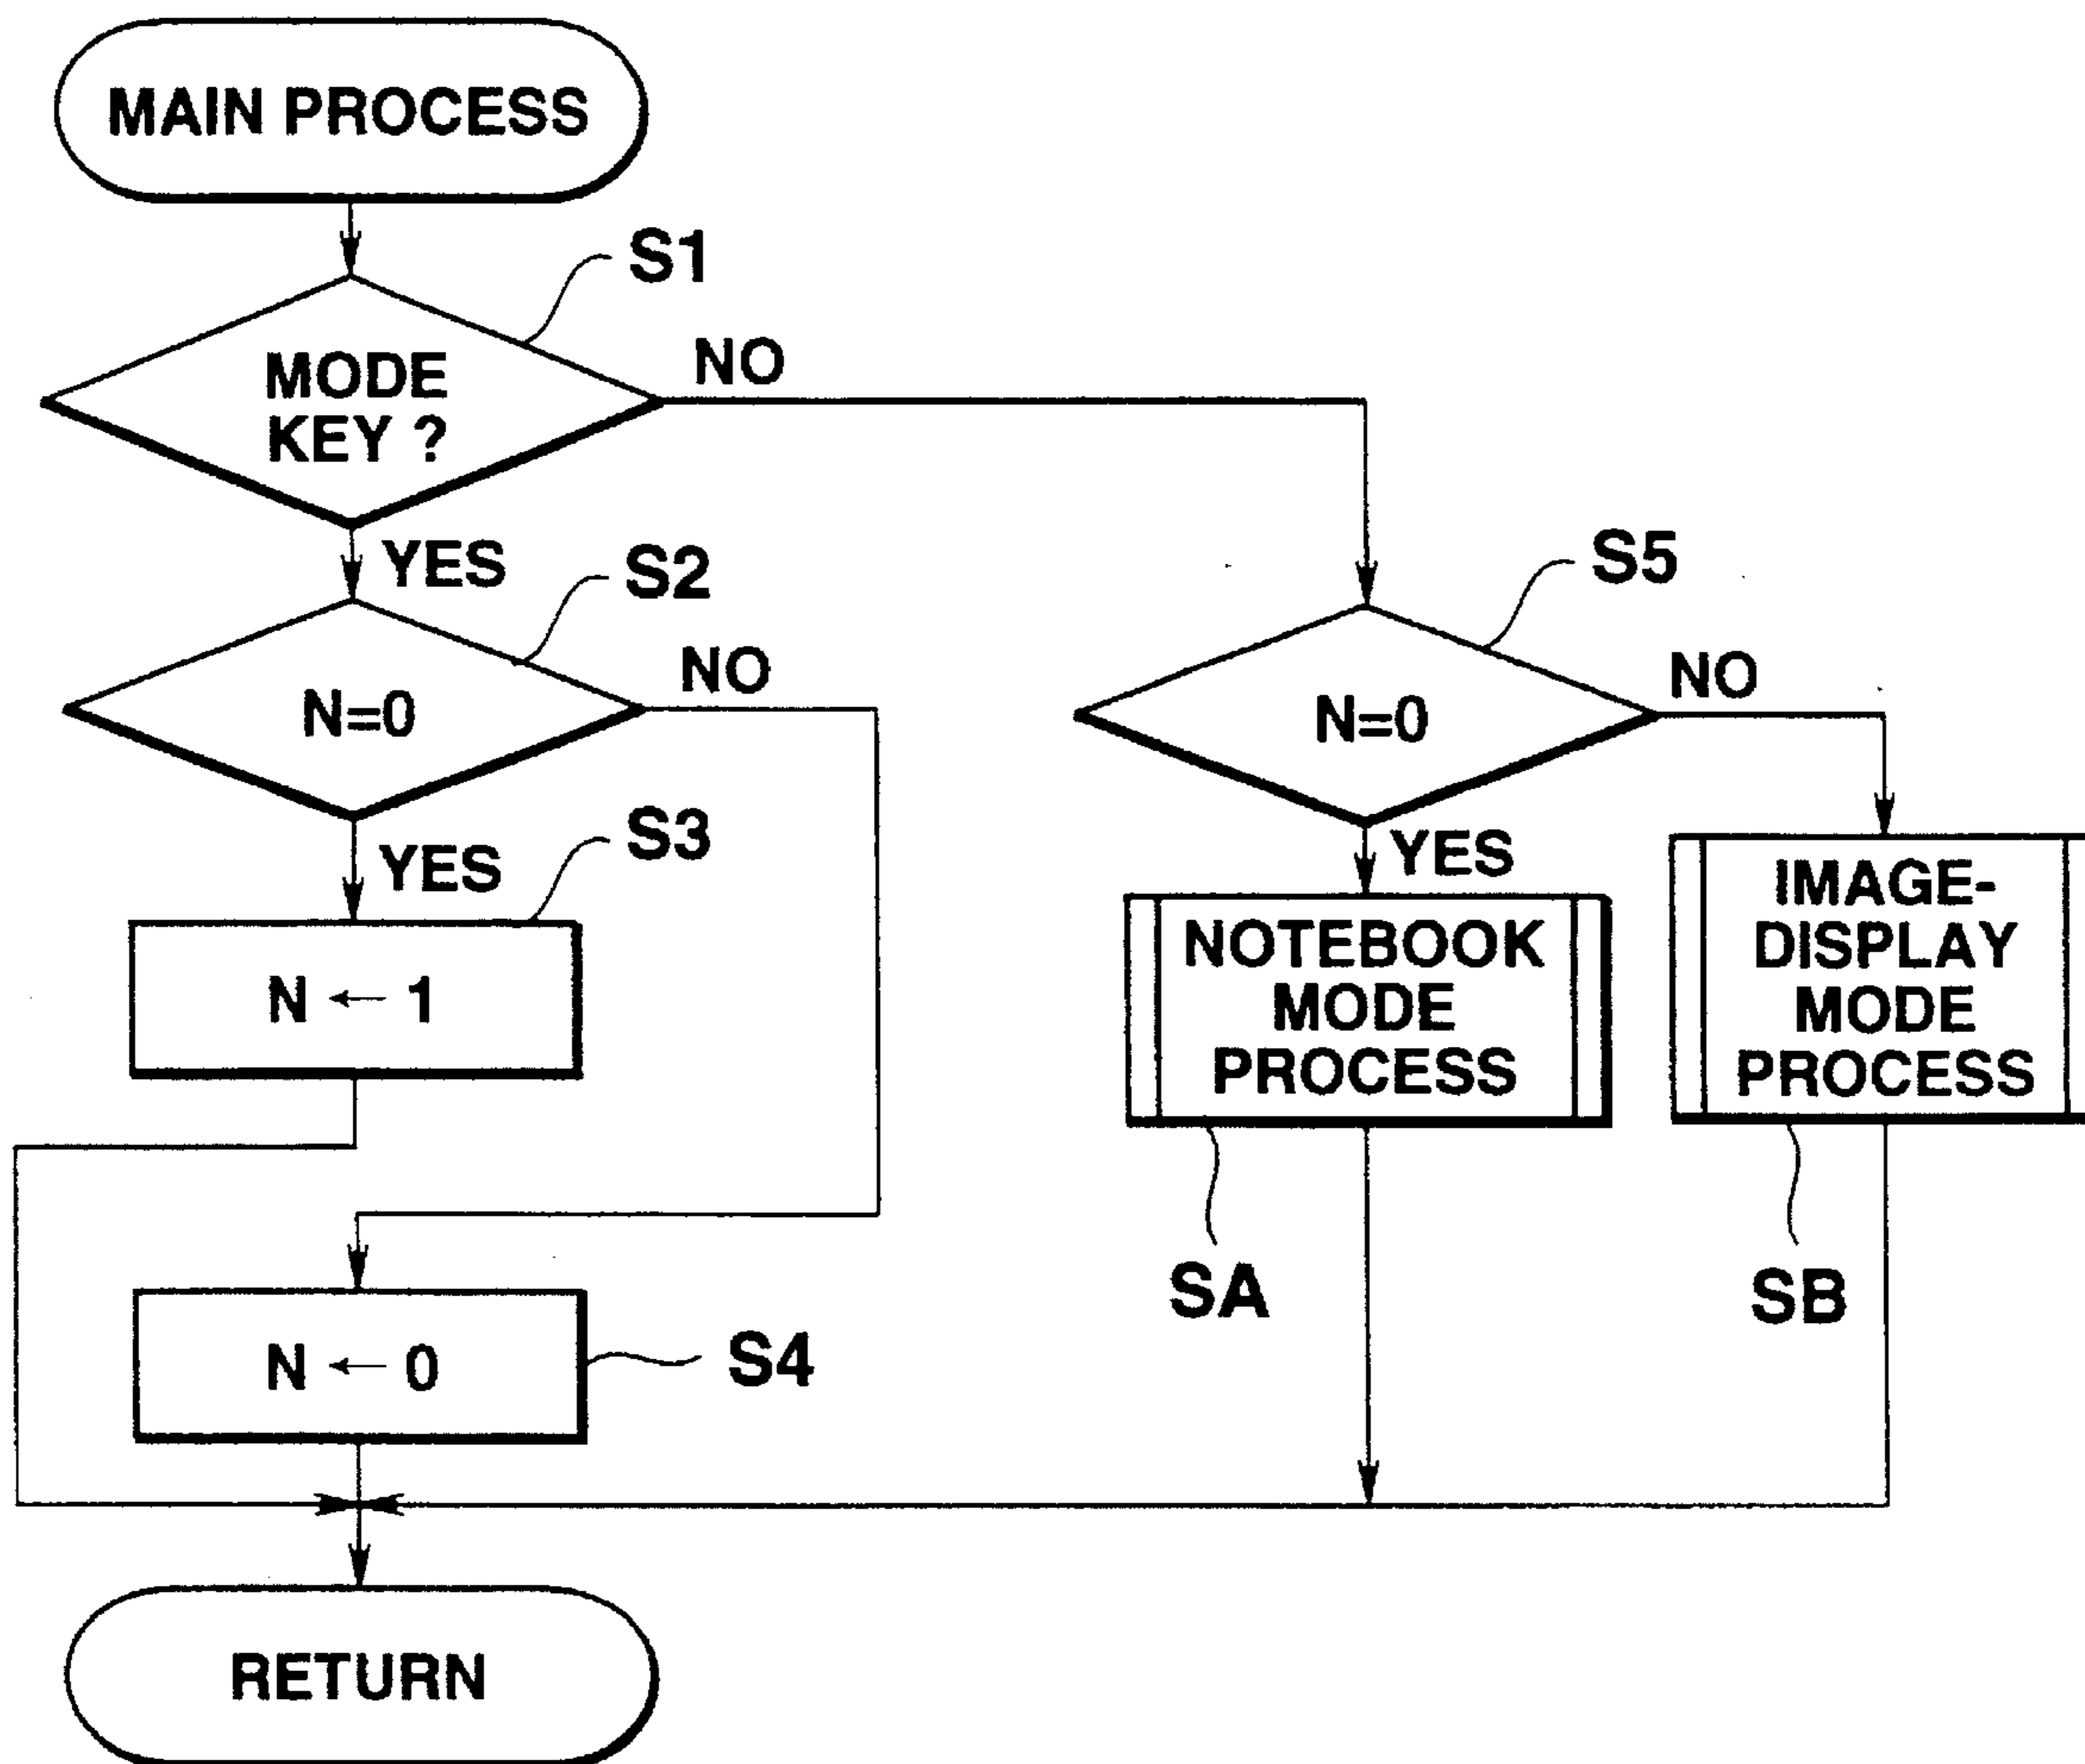 MAIN PROCESS
S1
MODE
KEY ?
NO
YES
S2
N=0
NO
YES
S3
N ← 1
N ← 0
S4
S5
N=0
NO
YES
NOTEBOOK
MODE
PROCESS
SA
IMAGE-
DISPLAY
MODE
PROCESS
SB
RETURN